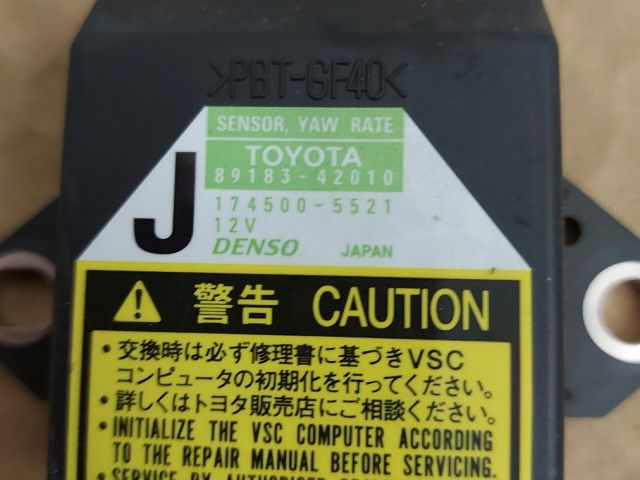 >PBT-GF40<
SENSOR, YAW RATE
TOYOTA
89183-42010
J
174500-5521
12V
DENSO JAPAN
警告 CAUTION
・交換時は必ず修理書に基づきVSC
コンピュータの初期化を行ってください。
・詳しくはトヨタ販売店にご相談ください。
・INITIALIZE THE VSC COMPUTER ACCORDING
TO THE REPAIR MANUAL BEFORE SERVICING.
・SERVICE BY AUTHORISED